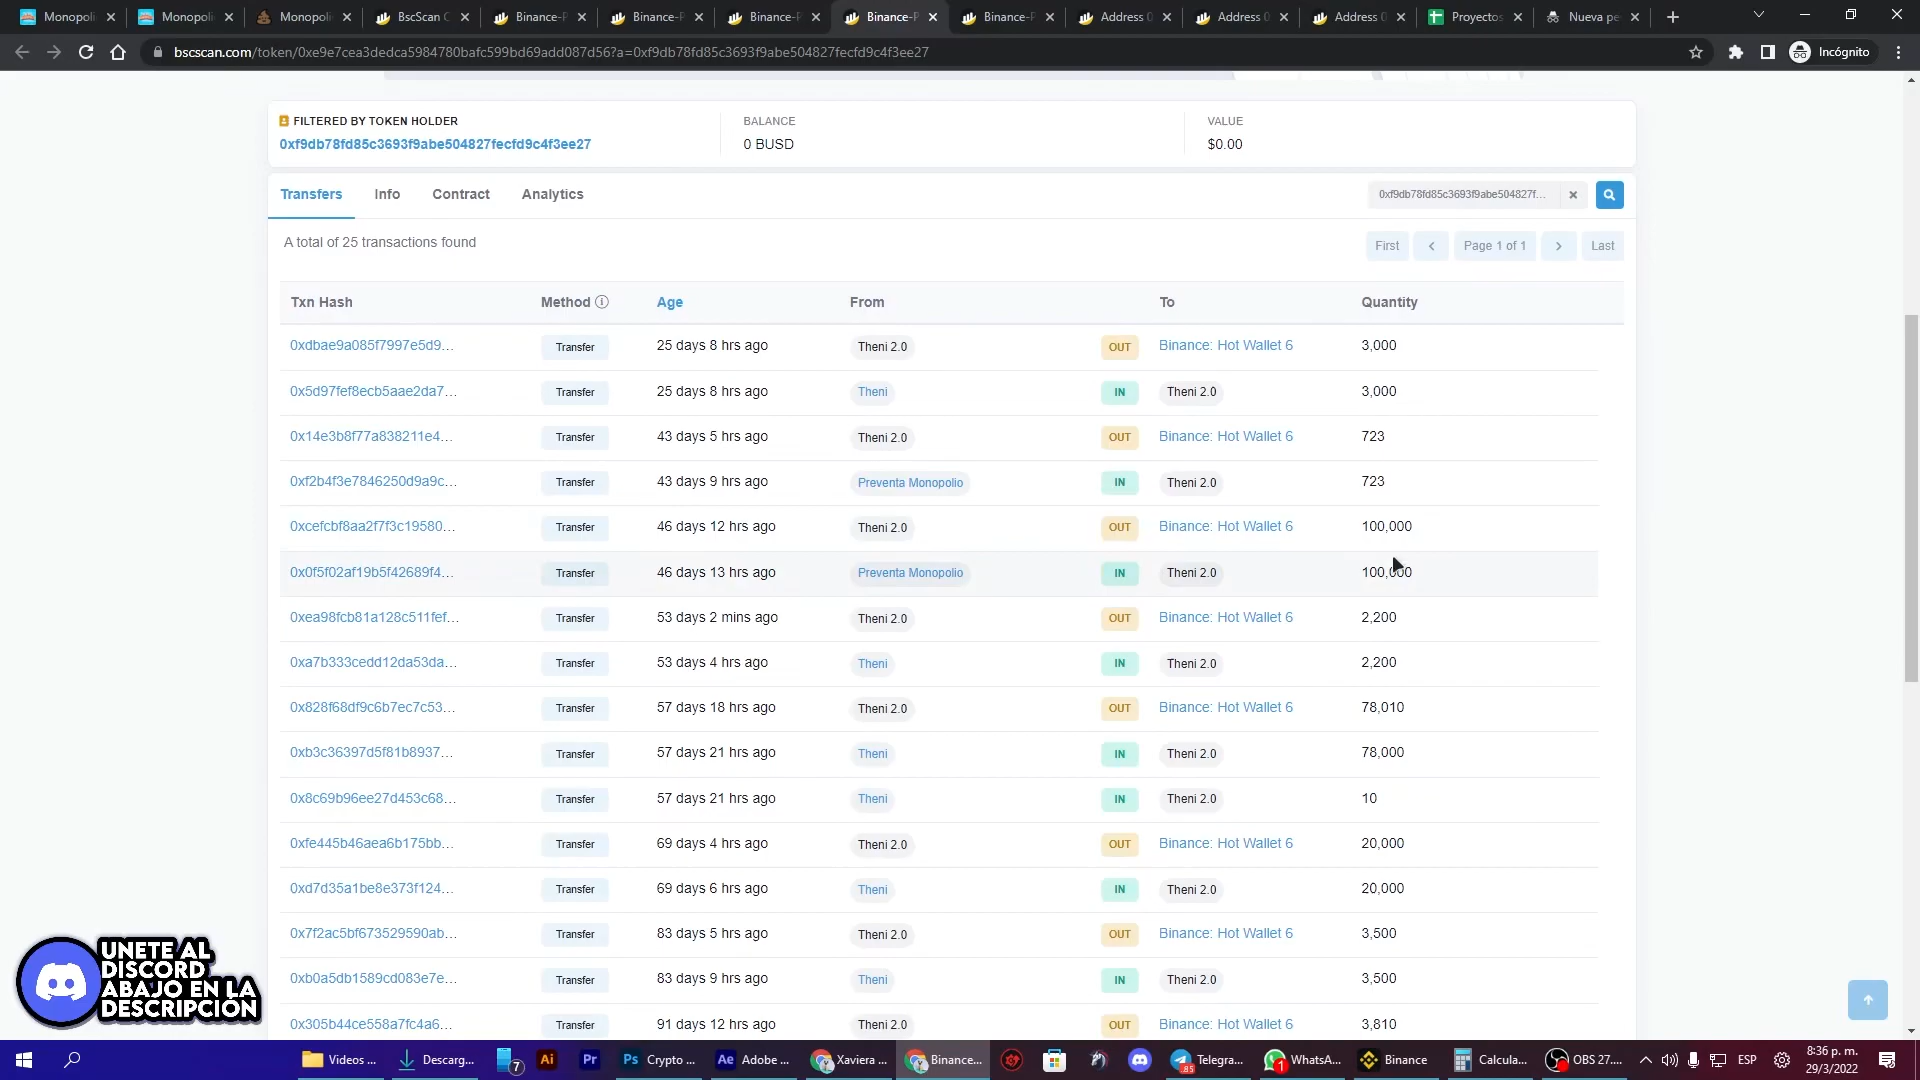 Monopoli
Monopoli
Monopoli
BscScan C
Binance-P
Binance-P
Binance-P
Binance-P
Binance-P
Address 0
Address 0
Address 0
Proyectos
Nueva pe
bscscan.com/token/0xe9e7cea3dedca5984780bafc599bd69add087d56?a=0xf9db78fd85c3693f9abe504827fecfd9c4f3ee27
Incógnito
FILTERED BY TOKEN HOLDER
0xf9db78fd85c3693f9abe504827fecfd9c4f3ee27
BALANCE
0 BUSD
VALUE
$0.00
Transfers Info Contract Analytics
0xf9db78fd85c3693f9abe504827f...
A total of 25 transactions found
First Page 1 of 1 Last
Txn Hash Method Age From To Quantity
0xdbae9a085f7997e5d9... Transfer 25 days 8 hrs ago Theni 2.0 OUT Binance: Hot Wallet 6 3,000
0x5d97fef8ecb5aae2da7... Transfer 25 days 8 hrs ago Theni IN Theni 2.0 3,000
0x14e3b8f77a838211e4... Transfer 43 days 5 hrs ago Theni 2.0 OUT Binance: Hot Wallet 6 723
0xf2b4f3e7846250d9a9c... Transfer 43 days 9 hrs ago Preventa Monopolio IN Theni 2.0 723
0xcefcbf8aa2f7f3c19580... Transfer 46 days 12 hrs ago Theni 2.0 OUT Binance: Hot Wallet 6 100,000
0x0f5f02af19b5f42689f4... Transfer 46 days 13 hrs ago Preventa Monopolio IN Theni 2.0 100,000
0xea98fcb81a128c511fef... Transfer 53 days 2 mins ago Theni 2.0 OUT Binance: Hot Wallet 6 2,200
0xa7b333cedd12da53da... Transfer 53 days 4 hrs ago Theni IN Theni 2.0 2,200
0x828f68df9c6b7ec7c53... Transfer 57 days 18 hrs ago Theni 2.0 OUT Binance: Hot Wallet 6 78,010
0xb3c36397d5f81b8937... Transfer 57 days 21 hrs ago Theni IN Theni 2.0 78,000
0x8c69b96ee27d453c68... Transfer 57 days 21 hrs ago Theni IN Theni 2.0 10
0xfe445b46aea6b175bb... Transfer 69 days 4 hrs ago Theni 2.0 OUT Binance: Hot Wallet 6 20,000
0xd7d35a1be8e373f124... Transfer 69 days 6 hrs ago Theni IN Theni 2.0 20,000
0x7f2ac5bf673529590ab... Transfer 83 days 5 hrs ago Theni 2.0 OUT Binance: Hot Wallet 6 3,500
0xb0a5db1589cd083e7e... Transfer 83 days 9 hrs ago Theni IN Theni 2.0 3,500
0x305b44ce558a7fc4a6... Transfer 91 days 12 hrs ago Theni 2.0 OUT Binance: Hot Wallet 6 3,810
UNETE AL
DISCORD
ABAJO EN LA
DESCRIPCIÓN
Videos ...
Descarg...
7
Ai
Pr
Ps Crypto ...
Ae Adobe ...
Xaviera ...
Binance...
Telegra...
85
WhatsA...
1
Binance
Calcula...
OBS 27....
ESP
8:36 p. m.
29/3/2022